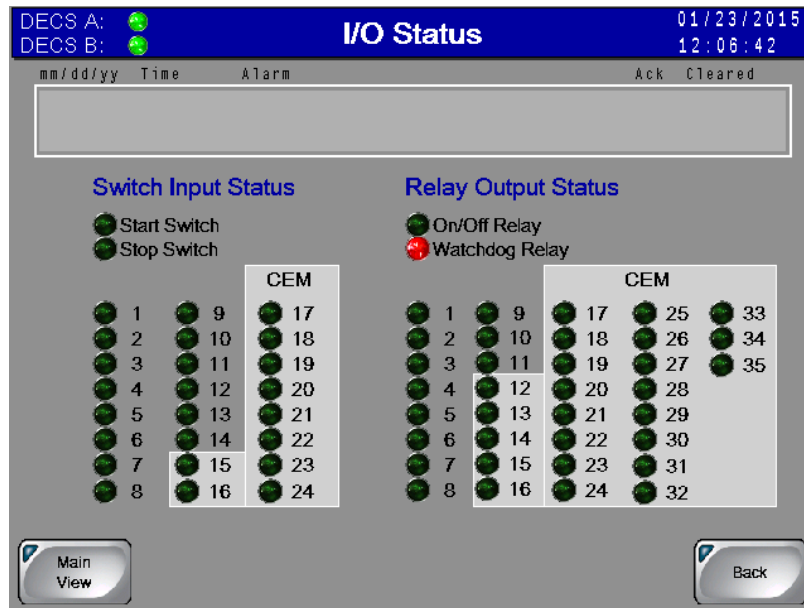 DECS A:
DECS B:
I/O Status
01/23/2015
12:06:42
mm/dd/yy Time Alarm Ack Cleared
Switch Input Status
Start Switch
Stop Switch
CEM
1 9 17
2 10 18
3 11 19
4 12 20
5 13 21
6 14 22
7 15 23
8 16 24
Relay Output Status
On/Off Relay
Watchdog Relay
CEM
1 9 17 25 33
2 10 18 26 34
3 11 19 27 35
4 12 20 28
5 13 21 29
6 14 22 30
7 15 23 31
8 16 24 32
Main
View
Back